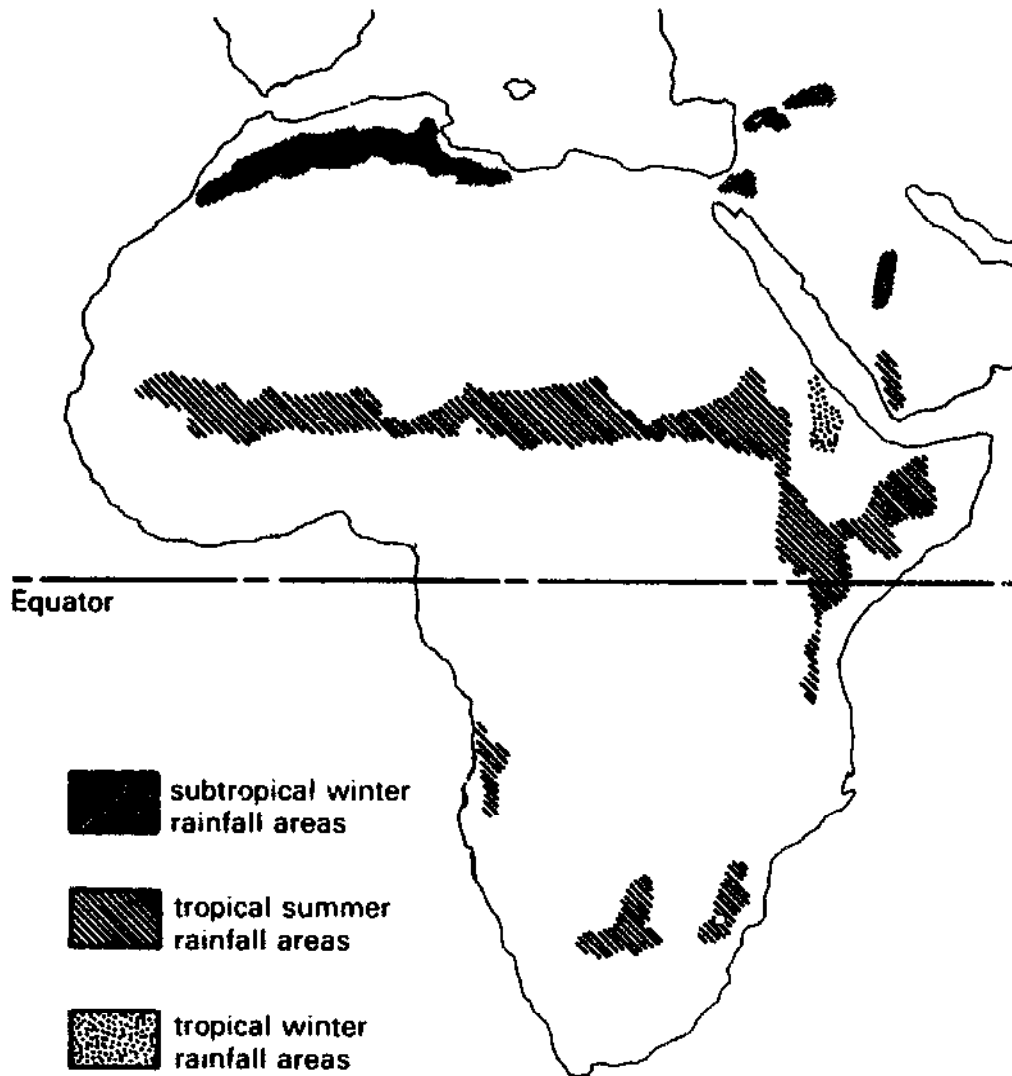 Equator
subtropical winter
rainfall areas
tropical summer
rainfall areas
tropical winter
rainfall areas